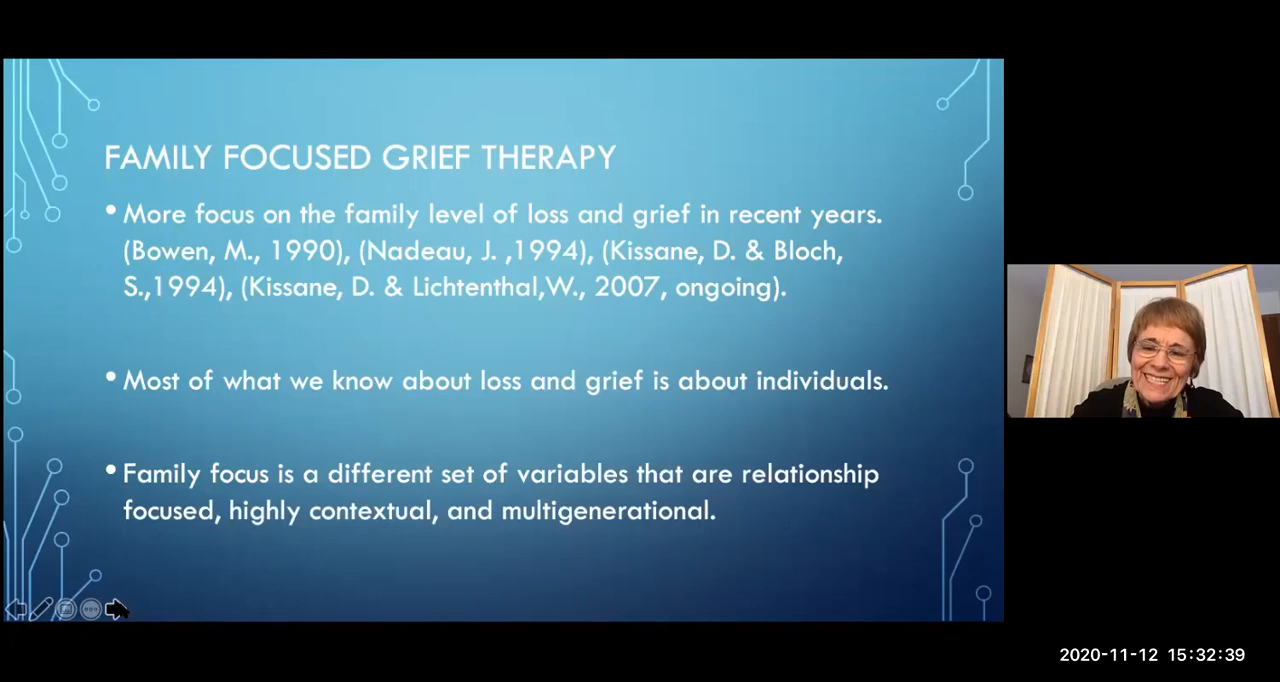 FAMILY FOCUSED GRIEF THERAPY
• More focus on the family level of loss and grief in recent years.
(Bowen, M., 1990), (Nadeau, J. ,1994), (Kissane, D. & Bloch,
S.,1994), (Kissane, D. & Lichtenthal,W., 2007, ongoing).
• Most of what we know about loss and grief is about individuals.
• Family focus is a different set of variables that are relationship
focused, highly contextual, and multigenerational.
2020-11-12 15:32:39